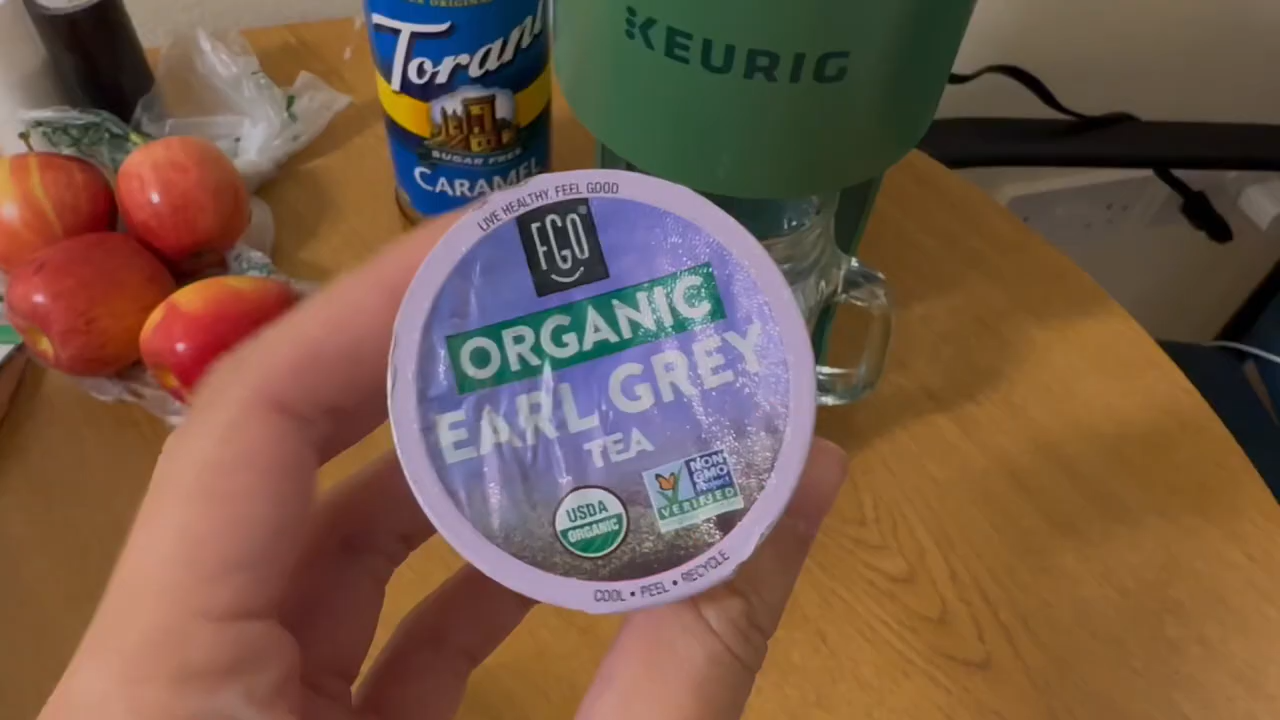 Torani
SUGAR FREE
CARAMEL
KEURIG
LIVE HEALTHY, FEEL GOOD
FGO
ORGANIC
EARL GREY
TEA
USDA
ORGANIC
NON
GMO
Project
VERIFIED
COOL • PEEL • RECYCLE